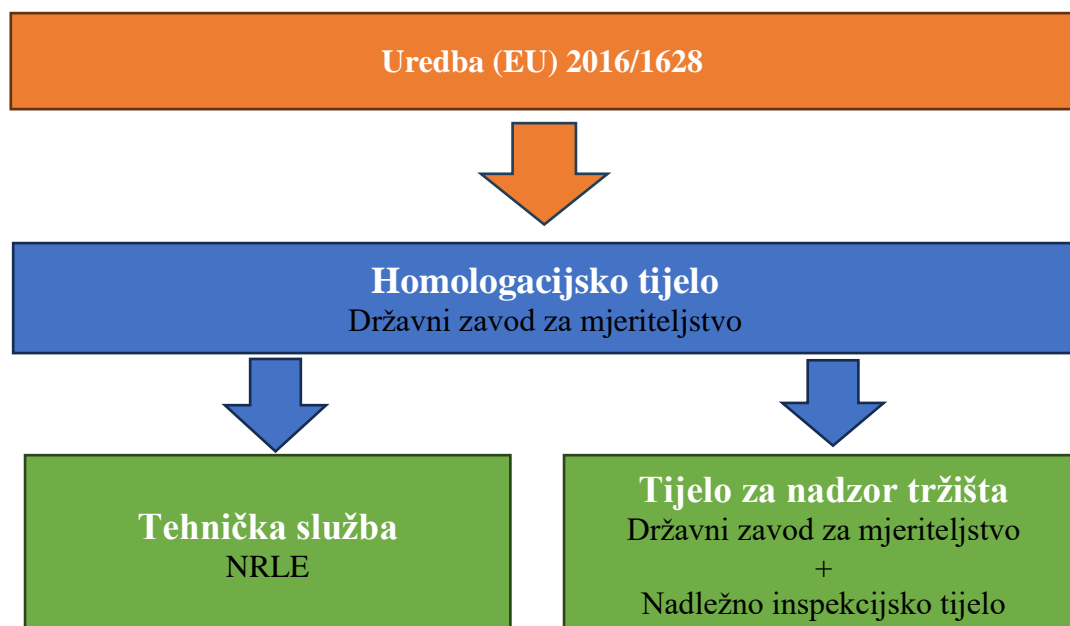 Uredba (EU) 2016/1628
Homologacijsko tijelo
Državni zavod za mjeriteljstvo
Tehnička služba
NRLE
Tijelo za nadzor tržišta
Državni zavod za mjeriteljstvo
+
Nadležno inspekcijsko tijelo